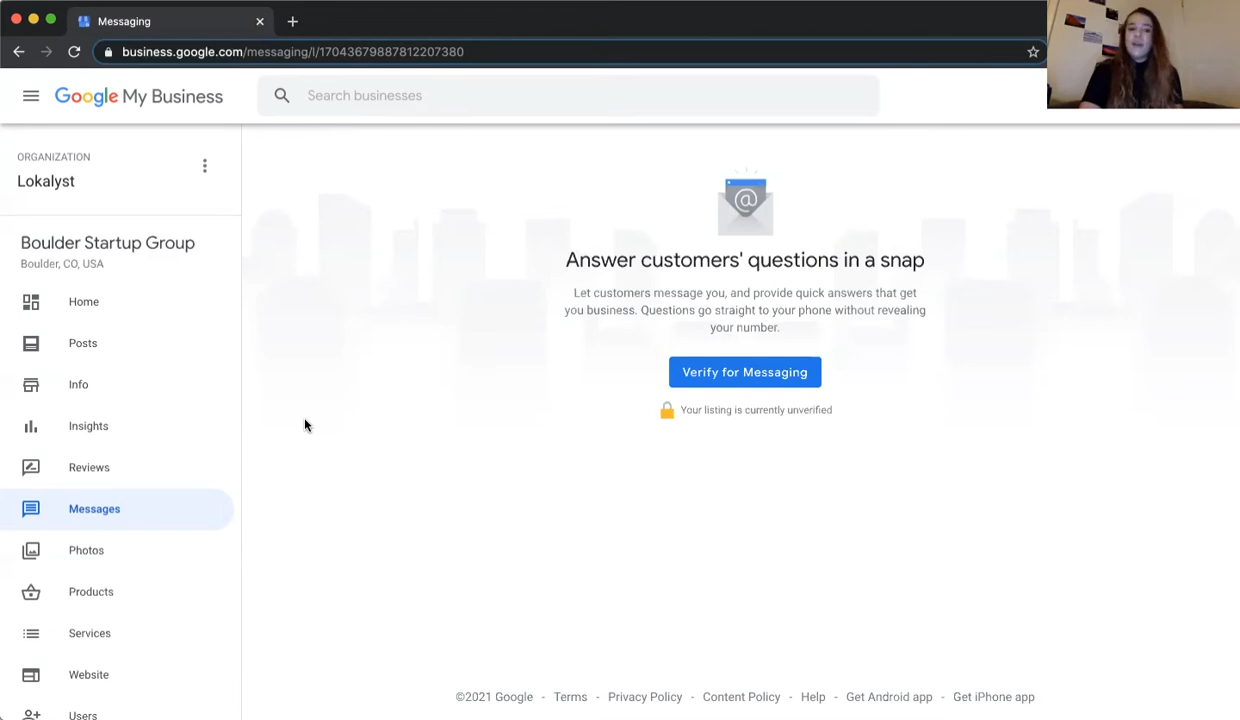 Messaging
business.google.com/messaging/l/17043679887812207380
Google My Business
Search businesses
ORGANIZATION
Lokalyst
Boulder Startup Group
Boulder, CO, USA
Home
Posts
Info
Insights
Reviews
Messages
Photos
Products
Services
Website
Users
Answer customers' questions in a snap
Let customers message you, and provide quick answers that get
you business. Questions go straight to your phone without revealing
your number.
Verify for Messaging
Your listing is currently unverified
©2021 Google - Terms - Privacy Policy - Content Policy - Help - Get Android app - Get iPhone app